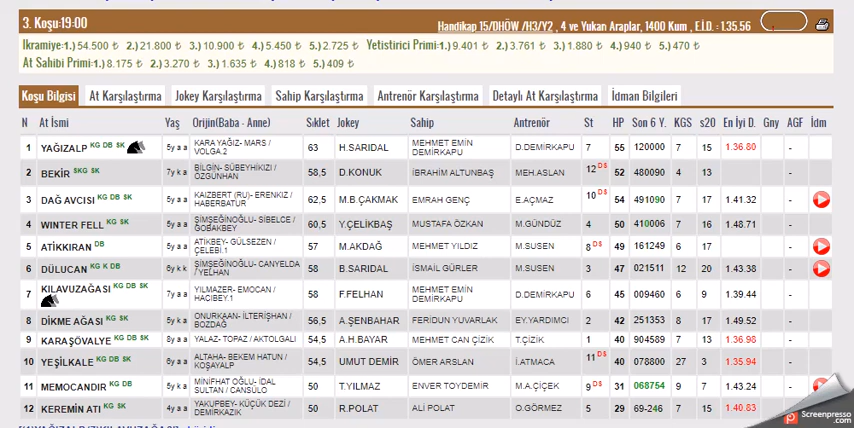 3. Koşu:19:00
Handikap 15/DHÖW /H3/Y2 , 4 ve Yukarı Araplar, 1400 Kum , E.İ.D. : 1.35.56
İkramiye:1.) 54.500 ₺ 2.) 21.800 ₺ 3.) 10.900 ₺ 4.) 5.450 ₺ 5.) 2.725 ₺ Yetistirici Primi:1.) 9.401 ₺ 2.) 3.761 ₺ 3.) 1.880 ₺ 4.) 940 ₺ 5.) 470 ₺
At Sahibi Primi:1.) 8.175 ₺ 2.) 3.270 ₺ 3.) 1.635 ₺ 4.) 818 ₺ 5.) 409 ₺
Koşu Bilgisi At Karşılaştırma Jokey Karşılaştırma Sahip Karşılaştırma Antrenör Karşılaştırma Detaylı At Karşılaştırma İdman Bilgileri
N At İsmi Yaş Orijin(Baba - Anne) Sıklet Jokey Sahip Antrenör St HP Son 6 Y. KGS s20 En İyi D. Gny AGF İdm
1 YAĞIZALP KG DB SK 5y a a KARA YAĞIZ- MARS / VOLGA.2 63 H.SARIDAL MEHMET EMİN DEMİRKAPU D.DEMİRKAPU 7 55 120000 7 15 1.36.80 -
2 BEKİR SKG SK 7y k a BİLGİN- SÜBEYHİKIZI / ÖZGÜNHAN 58,5 D.KONUK İBRAHİM ALTUNBAŞ MEH.ASLAN 12 DS 52 480090 4 13 -
3 DAĞ AVCISI KG DB SK 5y a a KAIZBERT (RU)- ERENKIZ / HABERBATUR 62,5 M.B.ÇAKMAK EMRAH GENÇ E.AÇMAZ 10 DS 54 491090 7 17 1.41.32 -
4 WINTER FELL KG SK 5y a a ŞİMŞEĞİNOĞLU- SİBELCE / GOBAKBEY 60,5 Y.ÇELİKBAŞ MUSTAFA ÖZKAN M.GÜNDÜZ 4 50 410006 7 16 1.48.71 -
5 ATİKKIRAN DB 5y a a ATİKBEY- GÜLSEZEN / ÇELEBİ.1 57 M.AKDAĞ MEHMET YILDIZ M.SUSEN 8 DS 49 161249 6 17 -
6 DÜLUCAN KG K DB 6y k k ŞİMŞEĞİNOĞLU- CANYELDA / YELHAN 58 B.SARIDAL İSMAİL GÜRLER M.SUSEN 3 47 021511 12 20 1.43.38 -
7 KILAVUZAĞASI KG DB SK 7y a a YILMAZER- EMOCAN / HACIBEY.1 58 F.FELHAN MEHMET EMİN DEMİRKAPU D.DEMİRKAPU 6 45 009460 6 9 1.39.44 -
8 DİKME AĞASI KG SK 5y k a ONURKAAN- İLTERİŞHAN / BOZDAĞ 56,5 A.ŞENBAHAR FERİDUN YUVARLAK EY.YARDIMCI 2 42 251353 8 17 1.49.52 -
9 KARAŞÖVALYE KG DB SK 8y a a YALAZ- TOPAZ / AKTOLGALI 54,5 A.H.BAYAR MEHMET CAN ÇİZİK T.ÇİZİK 1 40 904589 7 13 1.36.98 -
10 YEŞİLKALE KG DB SK 6y a a ALTAHA- BEKEM HATUN / KOŞAYALP 54,5 UMUT DEMİR ÖMER ARSLAN İ.ATMACA 11 DS 40 078800 27 3 1.35.94 -
11 MEMOCANDIR KG DB 5y k a MİNİFHAT OĞLU- İDAL SULTAN / CANSÜLO 50 T.YILMAZ ENVER TOYDEMİR M.A.ÇİÇEK 9 DS 31 068754 9 7 1.43.24 -
12 KEREMİN ATI KG SK 4y a a YAKUPBEY- KÜÇÜK DEZİ / DEMİRKAZIK 50 R.POLAT ALİ POLAT O.GÖRMEZ 5 29 69-246 7 15 1.40.83 -
Screenpresso.com